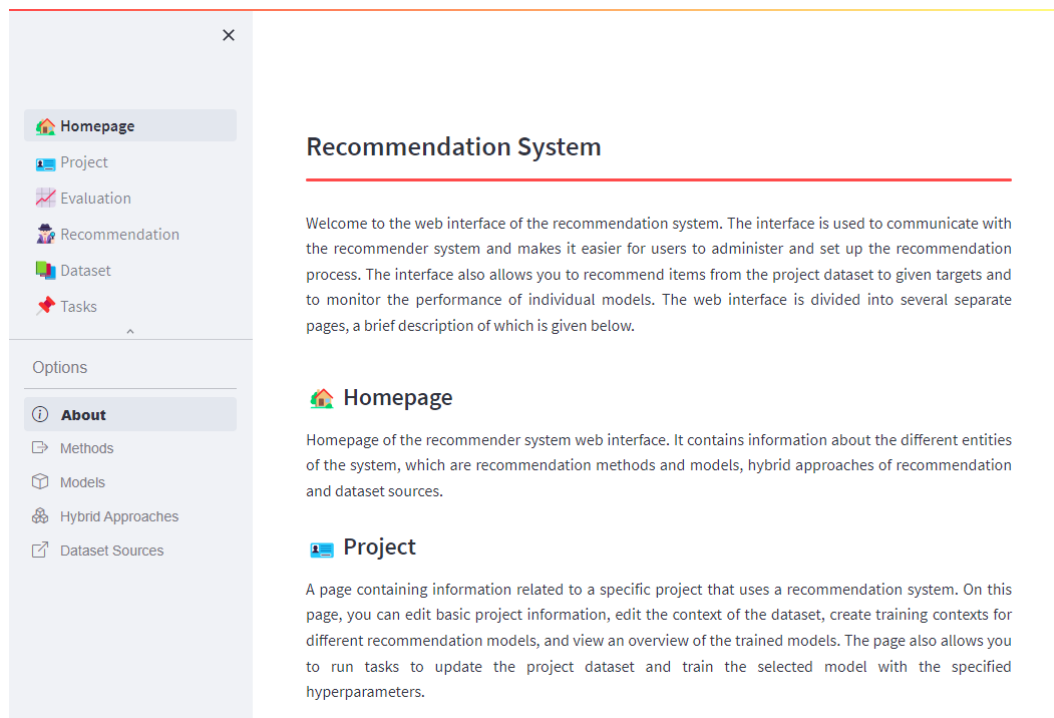 Homepage
Project
Evaluation
Recommendation
Dataset
Tasks
Options
About
Methods
Models
Hybrid Approaches
Dataset Sources
Recommendation System
Welcome to the web interface of the recommendation system. The interface is used to communicate with
the recommender system and makes it easier for users to administer and set up the recommendation
process. The interface also allows you to recommend items from the project dataset to given targets and
to monitor the performance of individual models. The web interface is divided into several separate
pages, a brief description of which is given below.
Homepage
Homepage of the recommender system web interface. It contains information about the different entities
of the system, which are recommendation methods and models, hybrid approaches of recommendation
and dataset sources.
Project
A page containing information related to a specific project that uses a recommendation system. On this
page, you can edit basic project information, edit the context of the dataset, create training contexts for
different recommendation models, and view an overview of the trained models. The page also allows you
to run tasks to update the project dataset and train the selected model with the specified
hyperparameters.